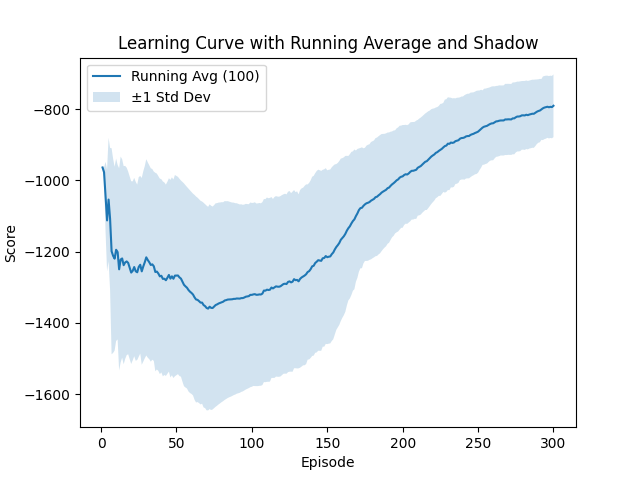 Learning Curve with Running Average and Shadow
Running Avg (100)
±1 Std Dev
Score
−800
−1000
−1200
−1400
−1600
0 50 100 150 200 250 300
Episode